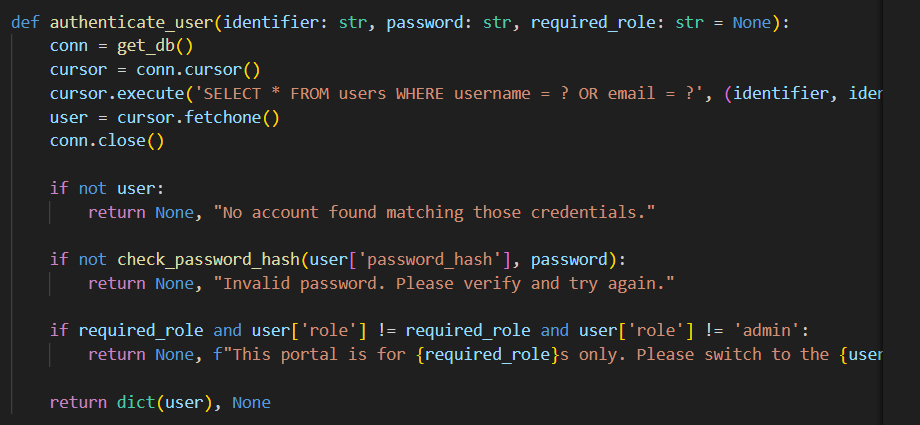 def authenticate_user(identifier: str, password: str, required_role: str = None):
    conn = get_db()
    cursor = conn.cursor()
    cursor.execute('SELECT * FROM users WHERE username = ? OR email = ?', (identifier, iden
    user = cursor.fetchone()
    conn.close()

    if not user:
        return None, "No account found matching those credentials."

    if not check_password_hash(user['password_hash'], password):
        return None, "Invalid password. Please verify and try again."

    if required_role and user['role'] != required_role and user['role'] != 'admin':
        return None, f"This portal is for {required_role}s only. Please switch to the {user

    return dict(user), None